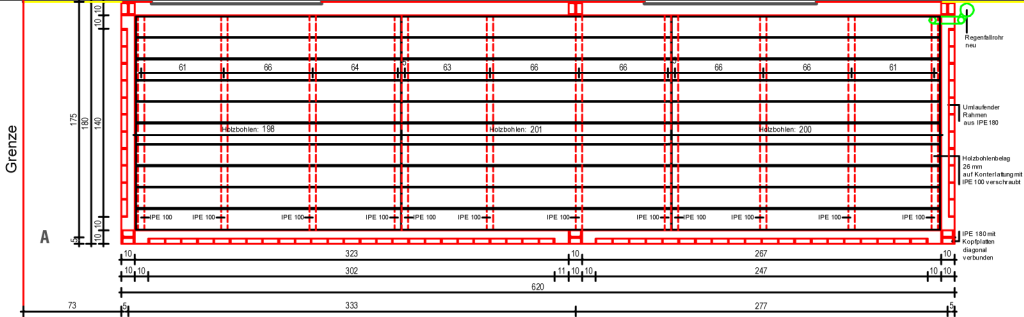 10
10
175
180
140
10
10
5
Grenze
A
61
66
64
63
66
66
66
66
61
Holzbohlen: 198
Holzbohlen: 201
Holzbohlen: 200
IPE 100
IPE 100
IPE 100
IPE 100
IPE 100
IPE 100
IPE 100
IPE 100
IPE 100
IPE 100
IPE 100
Regenfallrohr
neu
Umlaufender
Rahmen
aus IPE180
Holzbohlenbelag
26 mm
auf Konterlattung mit
IPE 100 verschraubt
IPE 180 mit
Kopfplatten
diagonal
verbunden
10
323
10
267
10
10
10
302
11
10
10
247
10
10
620
73
5
333
277
5